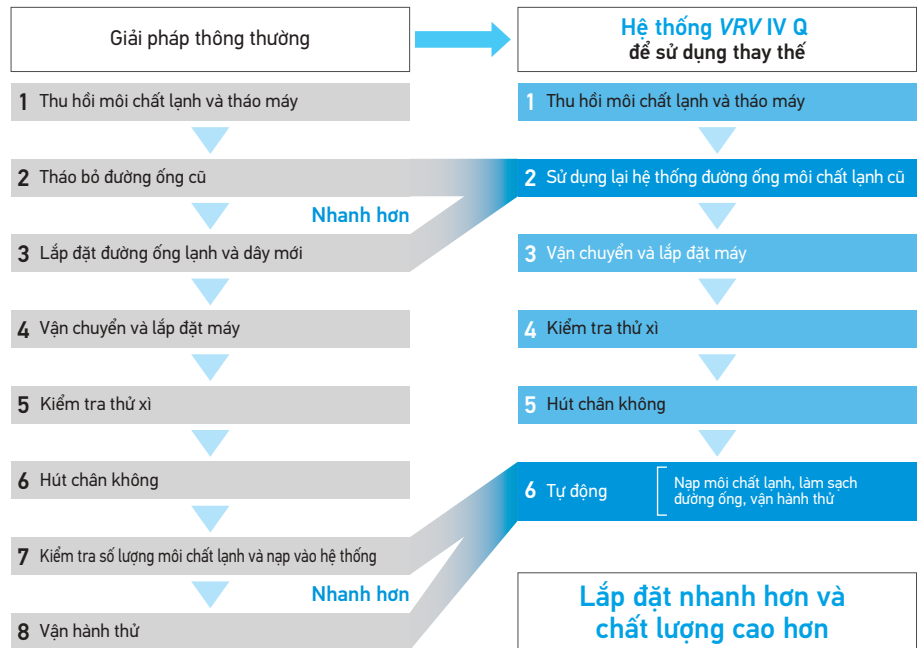 Giải pháp thông thường
1 Thu hồi môi chất lạnh và tháo máy
2 Tháo bỏ đường ống cũ
Nhanh hơn
3 Lắp đặt đường ống lạnh và dây mới
4 Vận chuyển và lắp đặt máy
5 Kiểm tra thử xì
6 Hút chân không
7 Kiểm tra số lượng môi chất lạnh và nạp vào hệ thống
Nhanh hơn
8 Vận hành thử
Hệ thống VRV IV Q
để sử dụng thay thế
1 Thu hồi môi chất lạnh và tháo máy
2 Sử dụng lại hệ thống đường ống môi chất lạnh cũ
3 Vận chuyển và lắp đặt máy
4 Kiểm tra thử xì
5 Hút chân không
6 Tự động
Nạp môi chất lạnh, làm sạch
đường ống, vận hành thử
Lắp đặt nhanh hơn và
chất lượng cao hơn